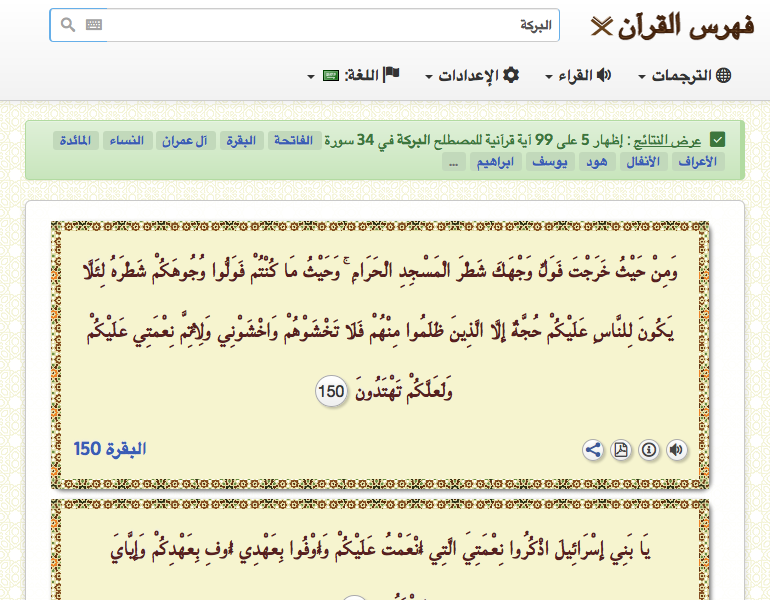 فهرس القرآن
البركة
الترجمات
القراء
الإعدادات
اللغة:
عرض النتائج : إظهار 5 على 99 آية قرآنية للمصطلح البركة في 34 سورة الفاتحة البقرة آل عمران النساء المائدة
الأعراف الأنفال هود يوسف ابراهيم ...
وَمِنْ حَيْثُ خَرَجْتَ فَوَلِّ وَجْهَكَ شَطْرَ الْمَسْجِدِ الْحَرَامِ ۚ وَحَيْثُ مَا كُنْتُمْ فَوَلُّوا وُجُوهَكُمْ شَطْرَهُ لِئَلَّا
يَكُونَ لِلنَّاسِ عَلَيْكُمْ حُجَّةٌ إِلَّا الَّذِينَ ظَلَمُوا مِنْهُمْ فَلَا تَخْشَوْهُمْ وَاخْشَوْنِي وَلِأُتِمَّ نِعْمَتِي عَلَيْكُمْ
وَلَعَلَّكُمْ تَهْتَدُونَ 150
البقرة 150
يَا بَنِي إِسْرَائِيلَ اذْكُرُوا نِعْمَتِيَ الَّتِي أَنْعَمْتُ عَلَيْكُمْ وَأَوْفُوا بِعَهْدِي أُوفِ بِعَهْدِكُمْ وَإِيَّايَ